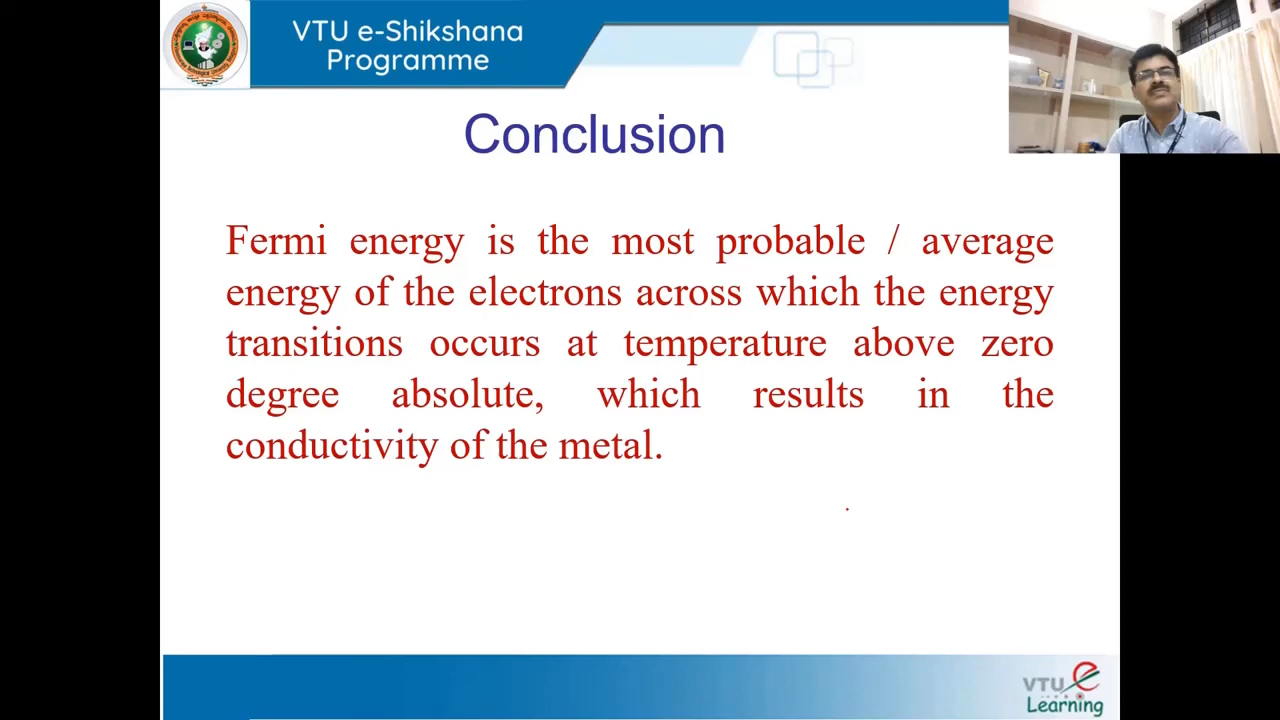 VTU e-Shikshana
Programme
Conclusion
Fermi energy is the most probable / average
energy of the electrons across which the energy
transitions occurs at temperature above zero
degree absolute, which results in the
conductivity of the metal.
VTU e
Learning